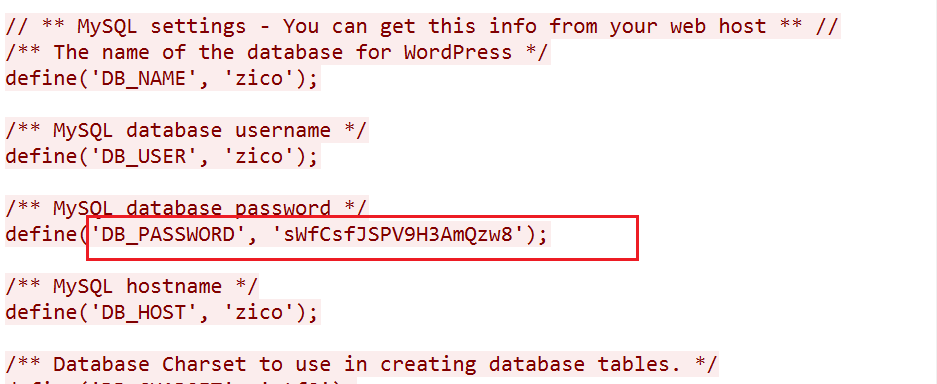 // ** MySQL settings - You can get this info from your web host ** //
/** The name of the database for WordPress */
define('DB_NAME', 'zico');
/** MySQL database username */
define('DB_USER', 'zico');
/** MySQL database password */
define('DB_PASSWORD', 'sWfCsfJSPV9H3AmQzw8');
/** MySQL hostname */
define('DB_HOST', 'zico');
/** Database Charset to use in creating database tables. */